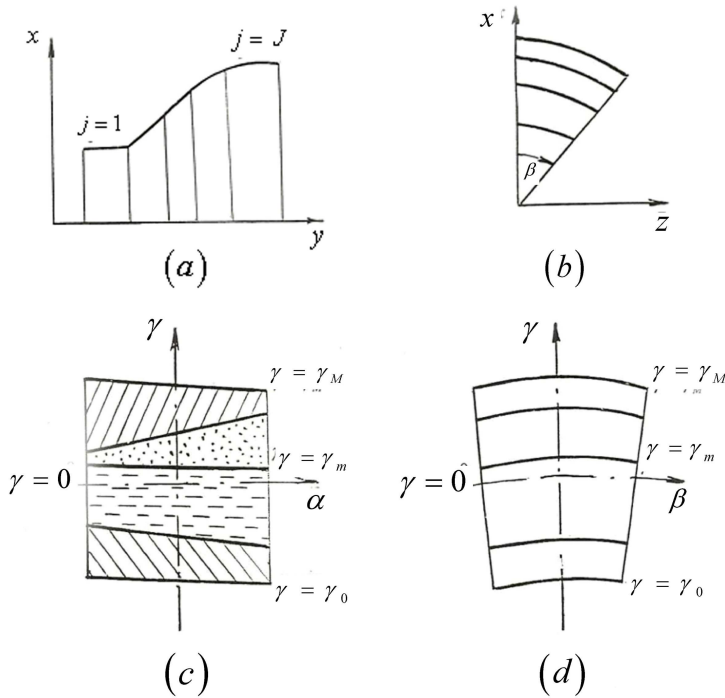 x
j = 1
j = J
y
(a)
x
β
z
(b)
γ
γ = γ_M
γ = γ_m
γ = 0
α
γ = γ_0
(c)
γ
γ = γ_M
γ = γ_m
γ = 0
β
γ = γ_0
(d)